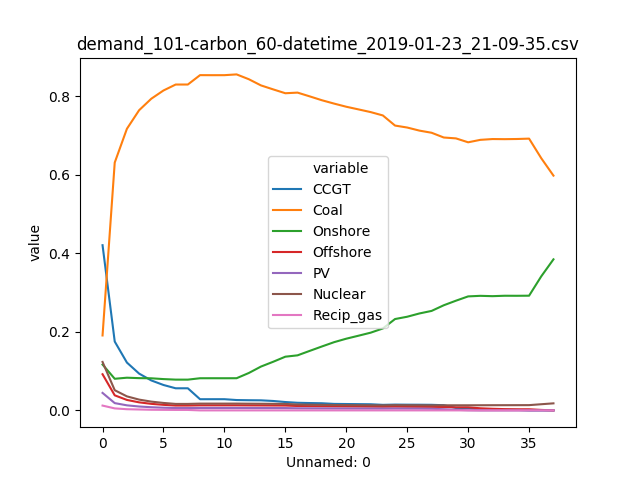 demand_101-carbon_60-datetime_2019-01-23_21-09-35.csv
0.8
0.6
0.4
0.2
0.0
value
variable
CCGT
Coal
Onshore
Offshore
PV
Nuclear
Recip_gas
0 5 10 15 20 25 30 35
Unnamed: 0